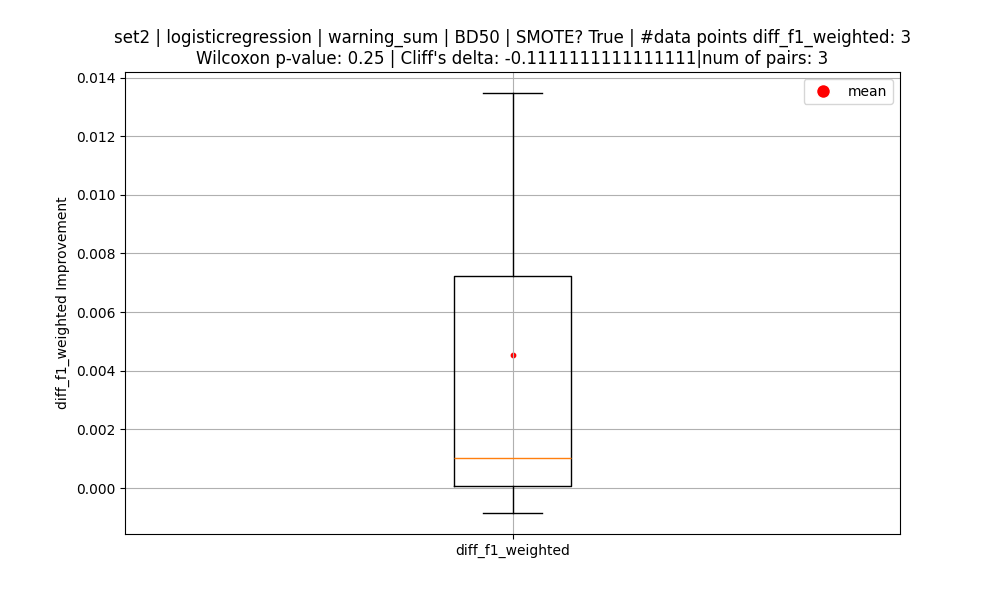 set2 | logisticregression | warning_sum | BD50 | SMOTE? True | #data points diff_f1_weighted: 3
Wilcoxon p-value: 0.25 | Cliff's delta: -0.1111111111111111|num of pairs: 3
mean
0.014
0.012
0.010
0.008
0.006
0.004
0.002
0.000
diff_f1_weighted Improvement
diff_f1_weighted